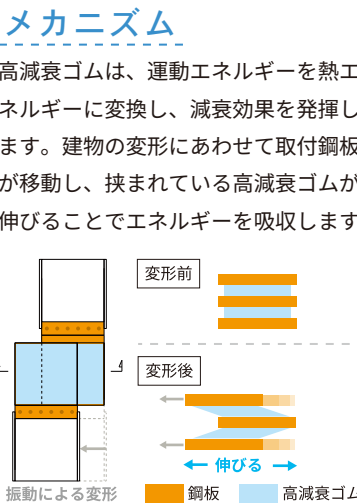 メカニズム
高減衰ゴムは、運動エネルギーを熱エ
ネルギーに変換し、減衰効果を発揮し
ます。建物の変形にあわせて取付鋼板
が移動し、挟まれている高減衰ゴムが
伸びることでエネルギーを吸収します
変形前
変形後
伸びる
振動による変形
鋼板
高減衰ゴム